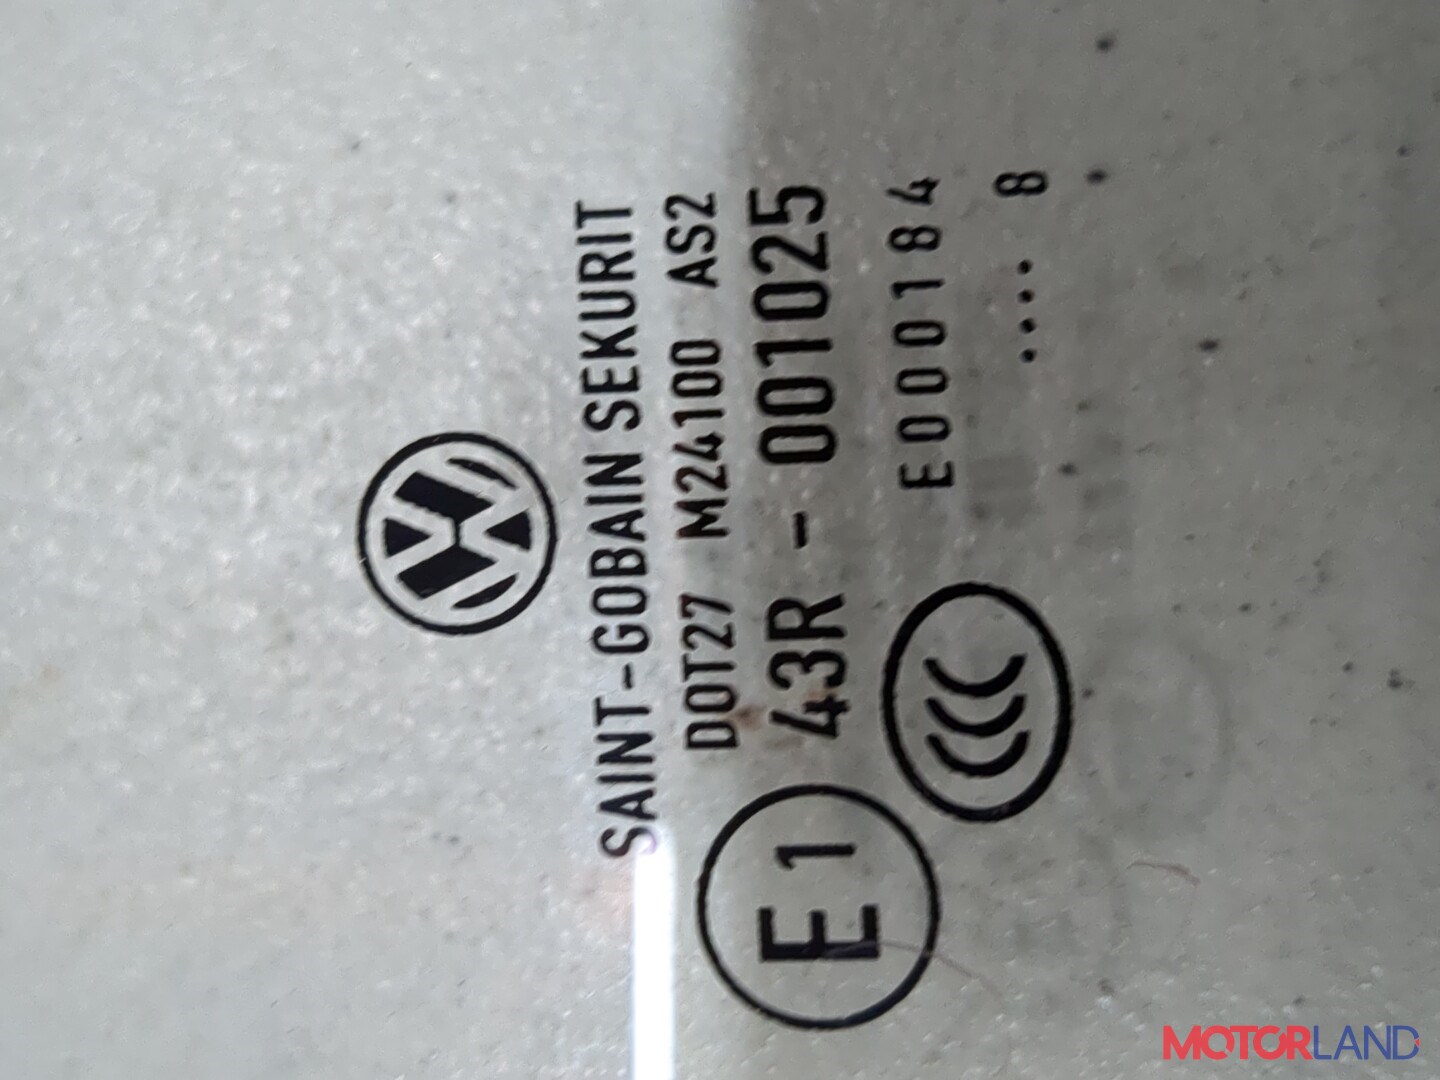 SAINT-GOBAIN SEKURIT
DOT27 M24100 AS2
E1 43R - 001025
E000184
.... 8
MOTORLAND